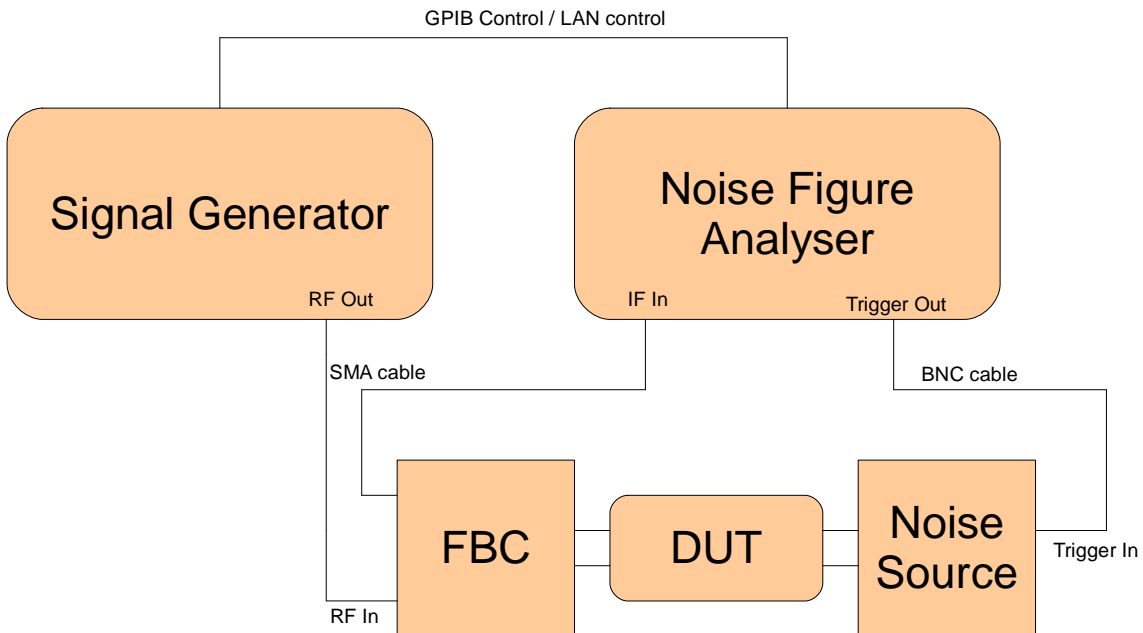 GPIB Control / LAN control
Signal Generator
Noise Figure
Analyser
RF Out
IF In
Trigger Out
SMA cable
BNC cable
FBC
DUT
Noise
Source
Trigger In
RF In